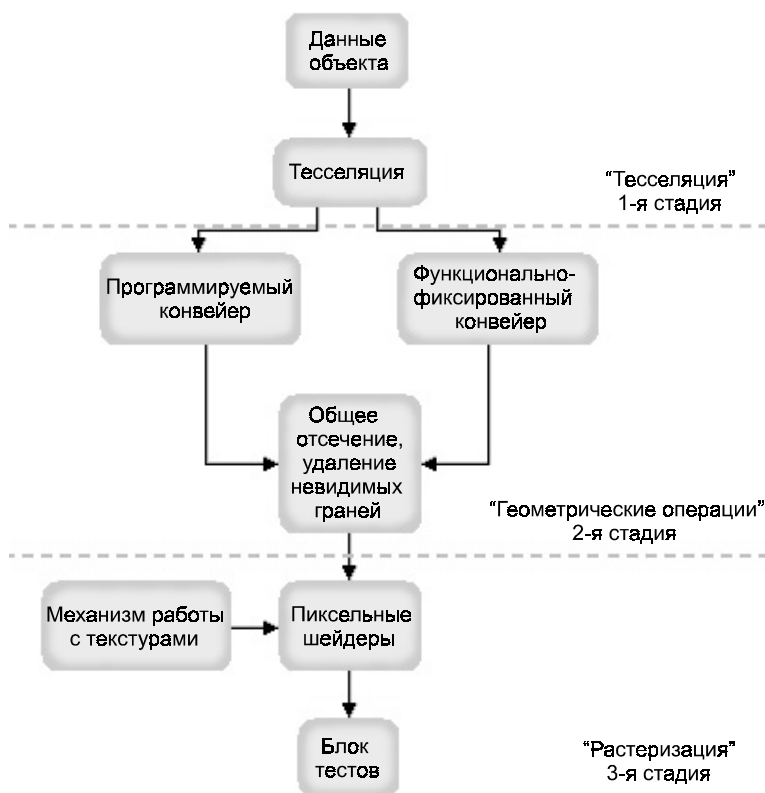 Данные
объекта
Тесселяция
“Тесселяция”
1-я стадия
Программируемый
конвейер
Функционально-
фиксированный
конвейер
Общее
отсечение,
удаление
невидимых
граней
“Геометрические операции”
2-я стадия
Механизм работы
с текстурами
Пиксельные
шейдеры
Блок
тестов
“Растеризация”
3-я стадия